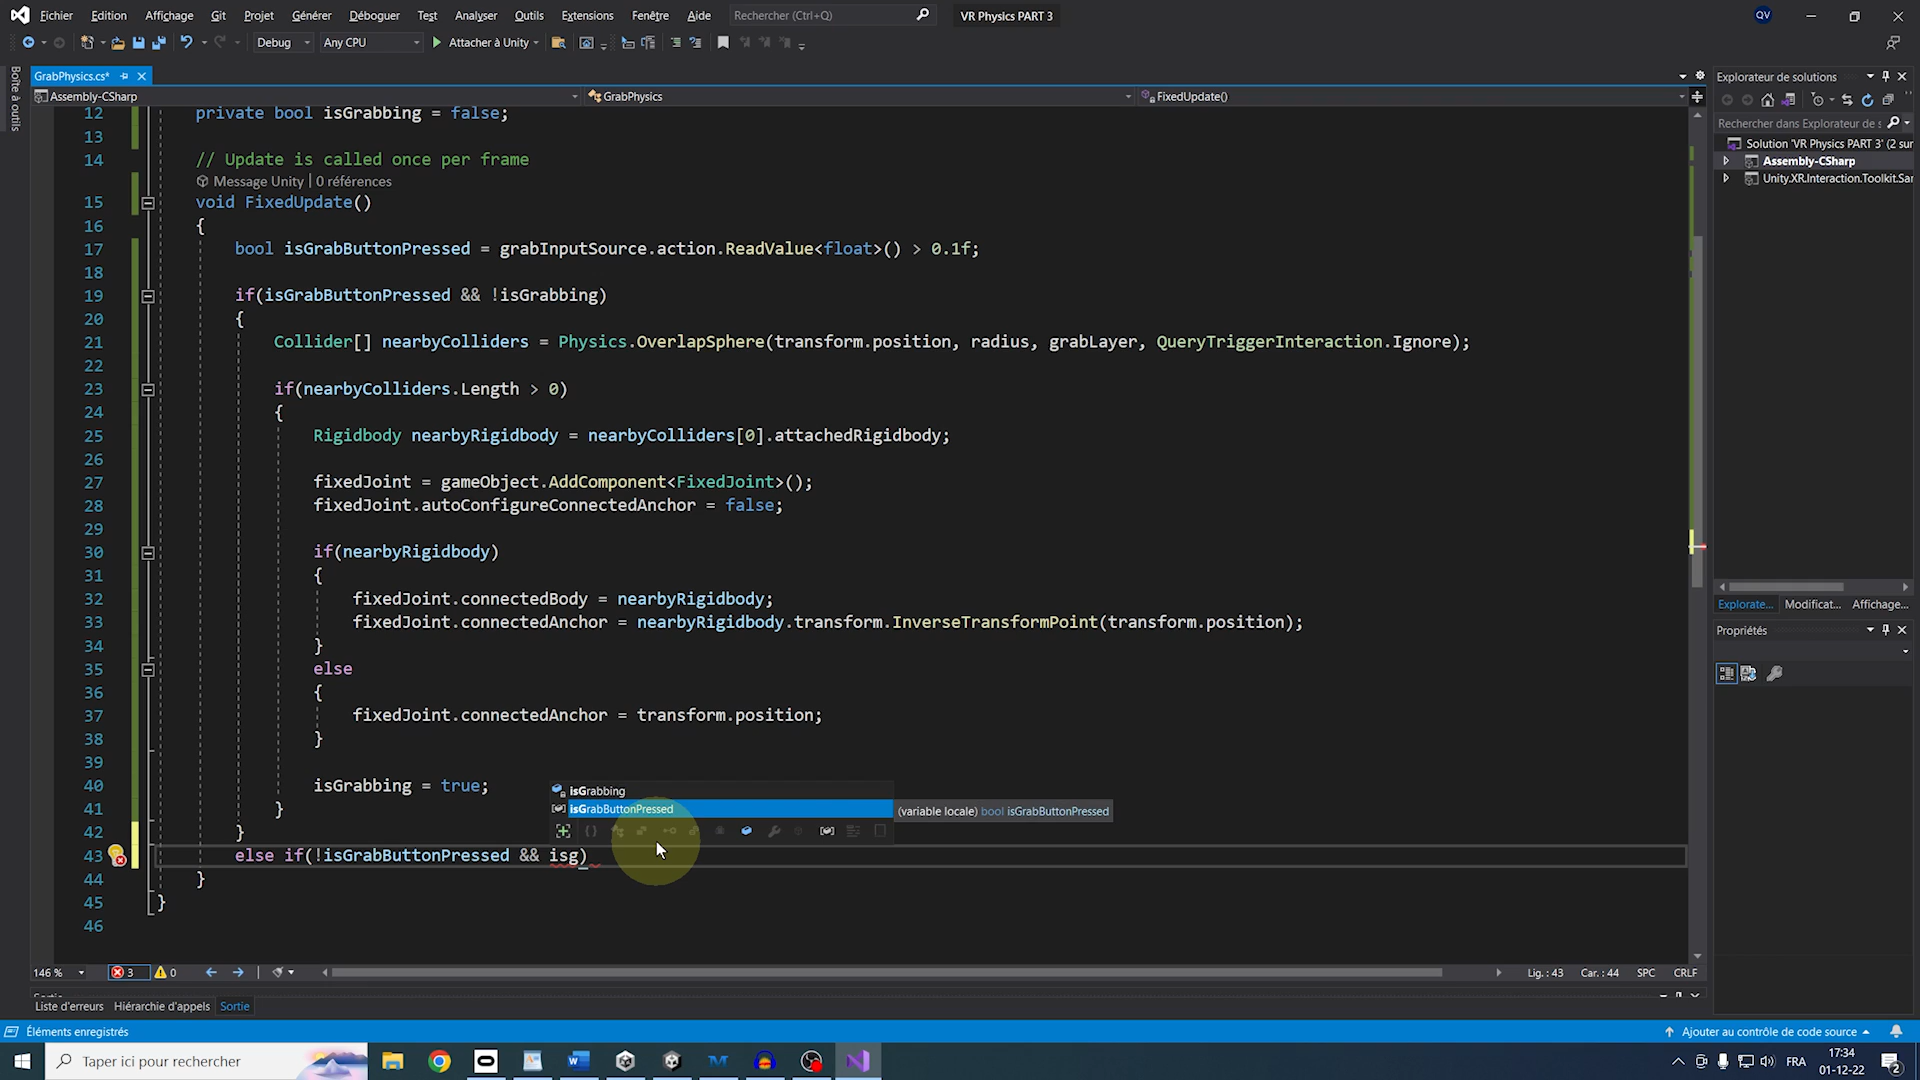 Fichier Edition Affichage Git Projet Générer Déboguer Test Analyser Outils Extensions Fenêtre Aide Rechercher (Ctrl+Q) VR Physics PART 3 QV
Debug Any CPU Attacher à Unity
Boîte à outils
GrabPhysics.cs*
Assembly-CSharp GrabPhysics FixedUpdate()
12 private bool isGrabbing = false;
13
14 // Update is called once per frame
Message Unity | 0 références
15 void FixedUpdate()
16 {
17 bool isGrabButtonPressed = grabInputSource.action.ReadValue<float>() > 0.1f;
18
19 if(isGrabButtonPressed && !isGrabbing)
20 {
21 Collider[] nearbyColliders = Physics.OverlapSphere(transform.position, radius, grabLayer, QueryTriggerInteraction.Ignore);
22
23 if(nearbyColliders.Length > 0)
24 {
25 Rigidbody nearbyRigidbody = nearbyColliders[0].attachedRigidbody;
26
27 fixedJoint = gameObject.AddComponent<FixedJoint>();
28 fixedJoint.autoConfigureConnectedAnchor = false;
29
30 if(nearbyRigidbody)
31 {
32 fixedJoint.connectedBody = nearbyRigidbody;
33 fixedJoint.connectedAnchor = nearbyRigidbody.transform.InverseTransformPoint(transform.position);
34 }
35 else
36 {
37 fixedJoint.connectedAnchor = transform.position;
38 }
39
40 isGrabbing = true;
41 }
42 }
43 else if(!isGrabButtonPressed && isg)
44 }
45 }
46
isGrabbing
isGrabButtonPressed
(variable locale) bool isGrabButtonPressed
146 % 3 0 Lig. : 43 Car. : 44 SPC CRLF
Liste d'erreurs Hiérarchie d'appels Sortie
Éléments enregistrés Ajouter au contrôle de code source
Explorateur de solutions
Rechercher dans Explorateur de s
Solution 'VR Physics PART 3' (2 sur
Assembly-CSharp
Unity.XR.Interaction.Toolkit.Sar
Explorate... Modificat... Affichage...
Propriétés
Taper ici pour rechercher
FRA 17:34
01-12-22
2